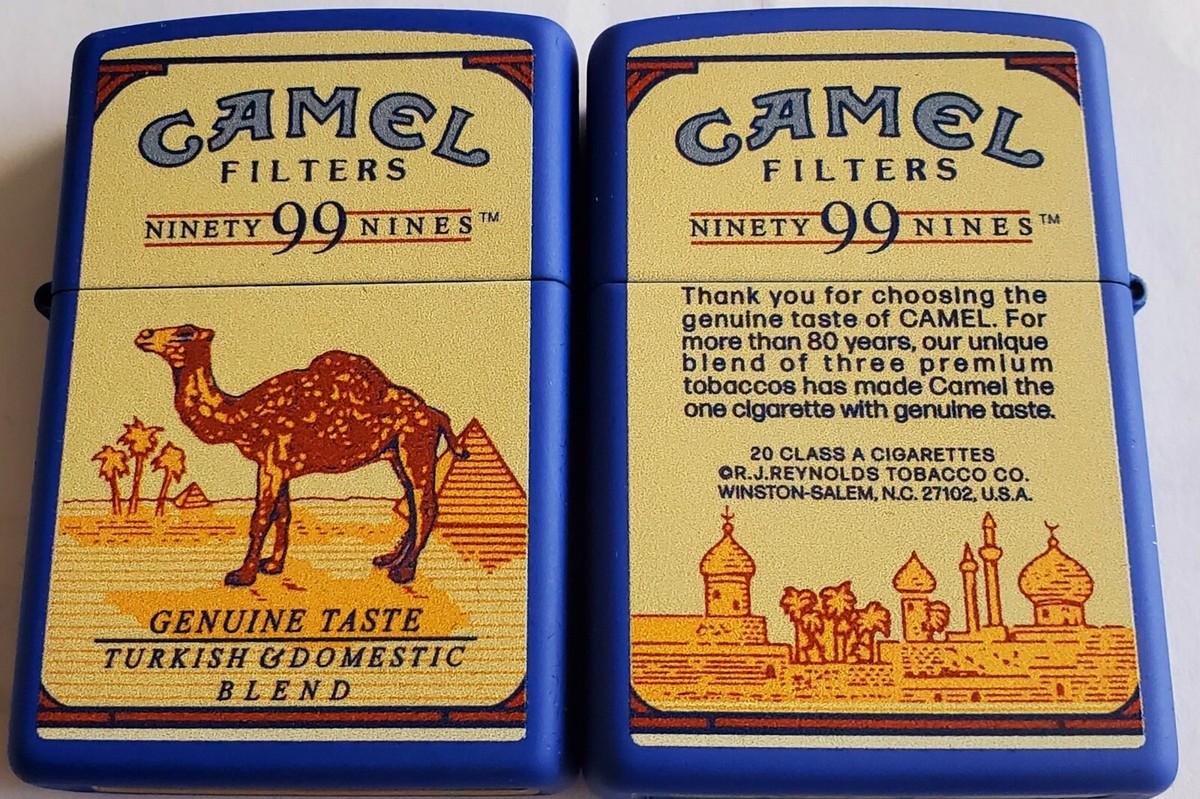 CAMEL
FILTERS
NINETY 99 NINES™
GENUINE TASTE
TURKISH & DOMESTIC
BLEND
CAMEL
FILTERS
NINETY 99 NINES™
Thank you for choosing the
genuine taste of CAMEL. For
more than 80 years, our unique
blend of three premium
tobaccos has made Camel the
one cigarette with genuine taste.
20 CLASS A CIGARETTES
©R.J.REYNOLDS TOBACCO CO.
WINSTON-SALEM, N.C. 27102, U.S.A.